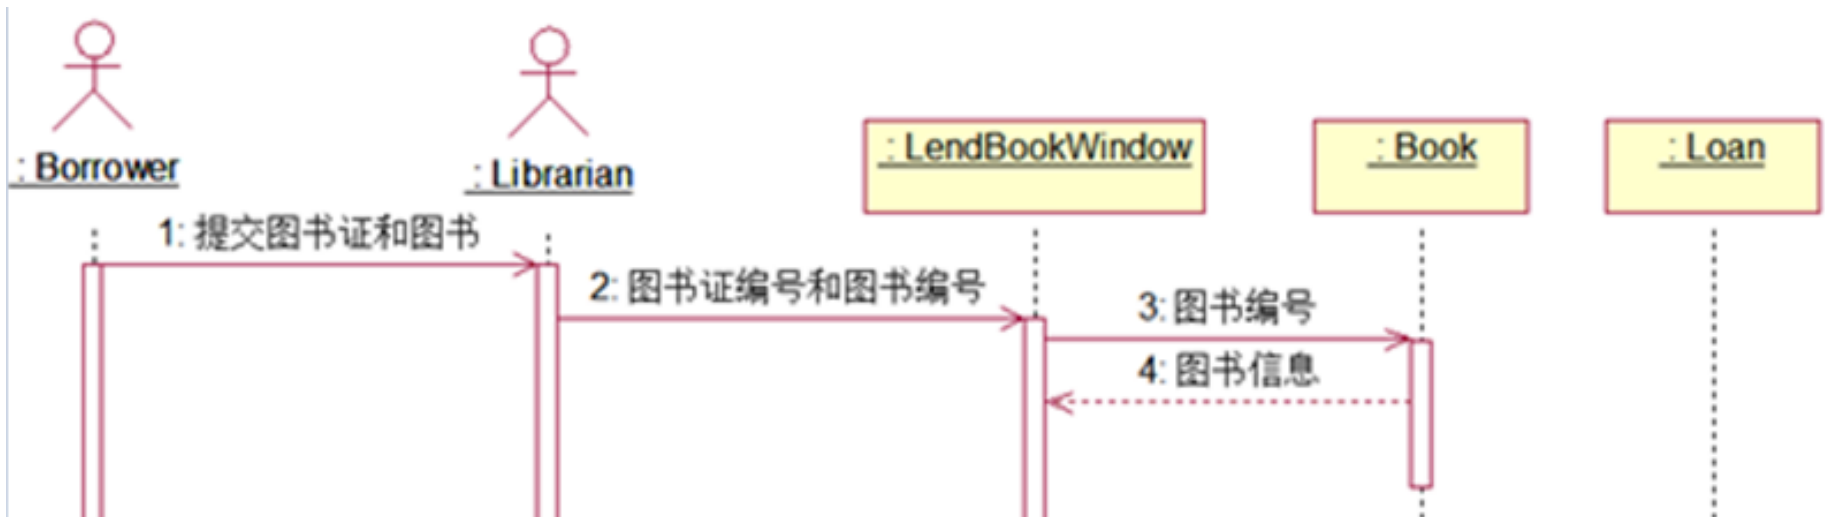 : Borrower
: Librarian
: LendBookWindow
: Book
: Loan
1: 提交图书证和图书
2: 图书证编号和图书编号
3: 图书编号
4: 图书信息